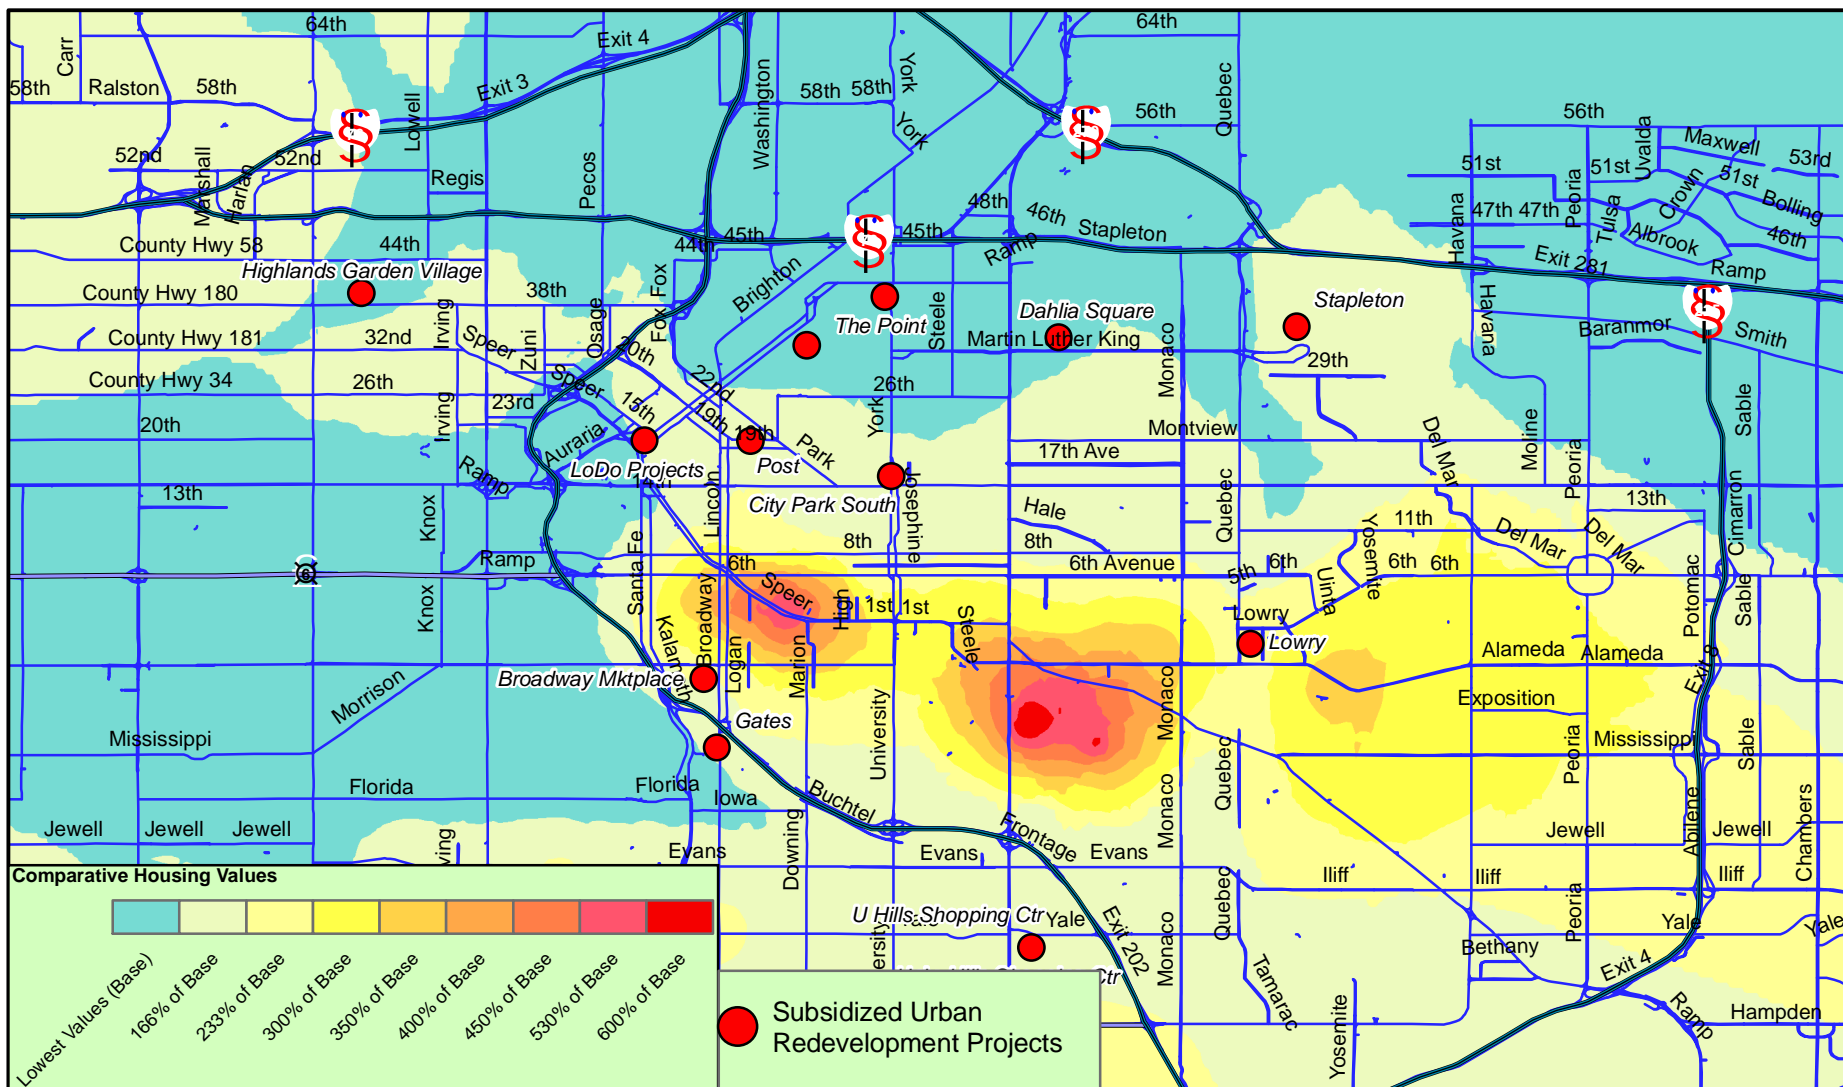 64th
64th
Carr
Exit 4
58th
Ralston
58th
Exit 3
Lowell
Washington
58th
58th
York
York
Quebec
56th
56th
52nd
52nd
Marshall
Harlan
Regis
Pecos
Uvalda
Maxwell
53rd
51st
51st
51st
Peoria
Crown
Bolling
Tulsa
Havana
47th
47th
Albrook
46th
48th
46th
Stapleton
Ramp
County Hwy 58
44th
44th
45th
45th
Exit 281
Ramp
Highlands Garden Village
County Hwy 180
38th
Irving
Osage
Fox
Fox
Brighton
The Point
Steele
Dahlia Square
Stapleton
Havana
Baranmor
Smith
County Hwy 181
32nd
Speer
Zuni
20th
Martin Luther King
29th
Monaco
County Hwy 34
26th
Speer
22nd
26th
Sable
Irving
23rd
15th
19th
19th
York
20th
Auraria
Park
Montview
Del Mar
Moline
Peoria
Ramp
LoDo Projects
14th
Post
17th Ave
City Park South
Josephine
Lincoln
Quebec
13th
13th
Cimarron
Knox
Hale
11th
Del Mar
Del Mar
Yosemite
Santa Fe
8th
8th
Ramp
6th
6th Avenue
5th
6th
6th
6th
6
Uinta
Potomac
Sable
Knox
Kalamath
Broadway
Speer
High
1st
1st
Steele
Lowry
Lowry
Logan
Marion
Alameda
Alameda
Exit 8
Broadway Mktplace
Morrison
University
Monaco
Exposition
Gates
Mississippi
Mississippi
Quebec
Peoria
Sable
Florida
Florida
Iowa
Buchtel
Monaco
Abilene
Chambers
Jewell
Jewell
Jewell
Frontage
Jewell
Jewell
Evans
Downing
Evans
Evans
Iliff
Iliff
Iliff
Quebec
Peoria
U Hills Shopping Ctr
Yale
Yale
Yale
Exit 202
Monaco
Bethany
Exit 4
Tamarac
Yosemite
Ramp
Hampden
Comparative Housing Values
Lowest Values (Base)
166% of Base
233% of Base
300% of Base
350% of Base
400% of Base
450% of Base
530% of Base
600% of Base
Subsidized Urban
Redevelopment Projects